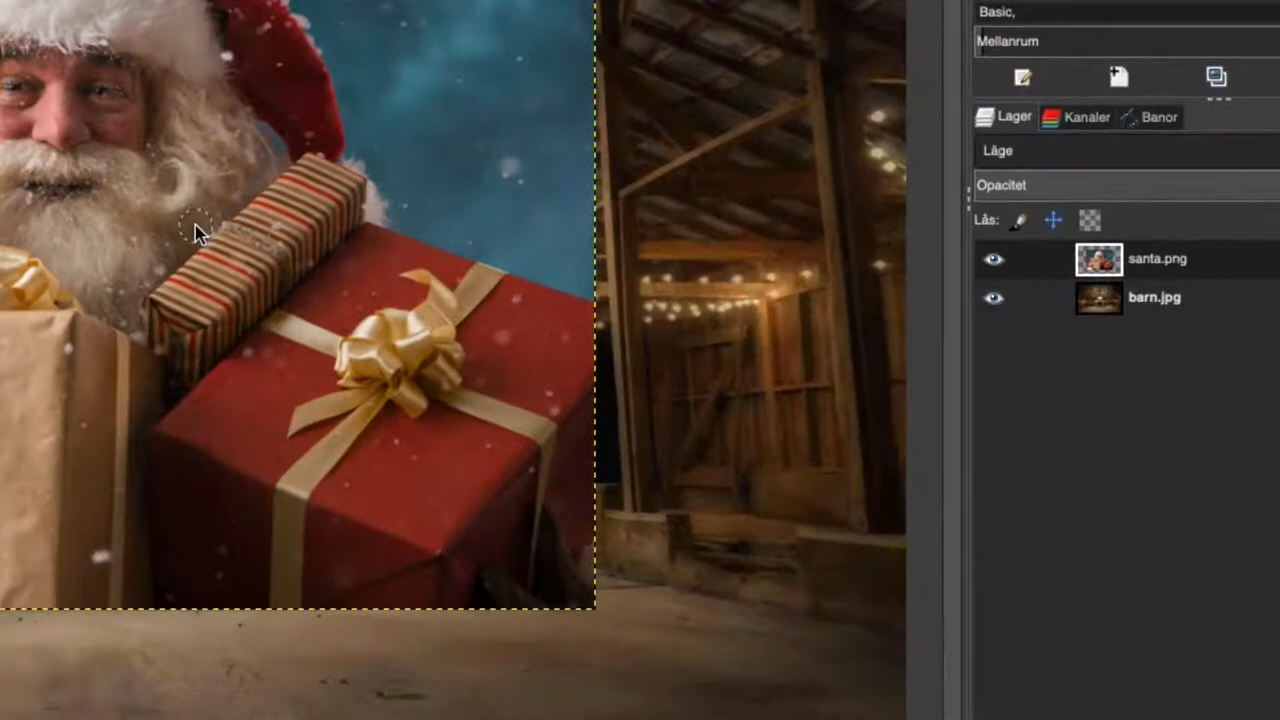 Basic,
Mellanrum
Lager Kanaler Banor
Läge
Opacitet
Lås:
santa.png
barn.jpg